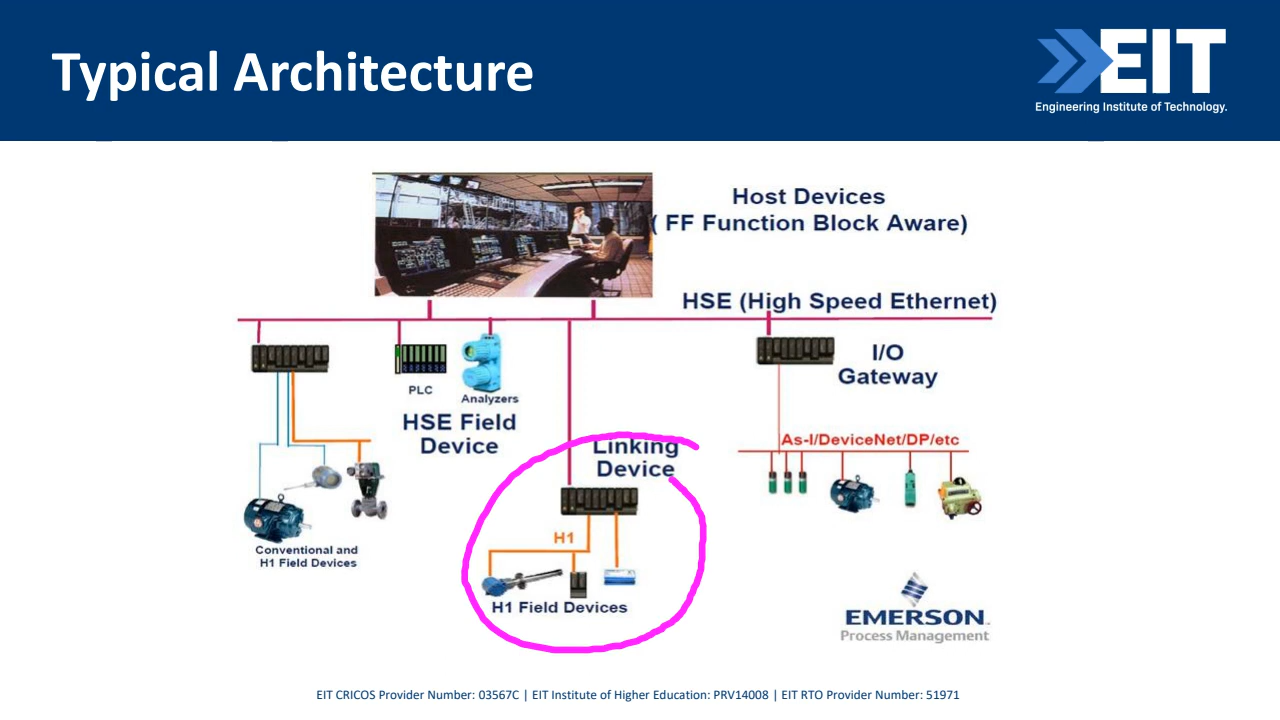 Typical Architecture
EIT
Engineering Institute of Technology.
Host Devices
( FF Function Block Aware)
HSE (High Speed Ethernet)
I/O
Gateway
PLC
Analyzers
HSE Field
Device
Linking
Device
As-I/DeviceNet/DP/etc
H1
Conventional and
H1 Field Devices
H1 Field Devices
EMERSON
Process Management
EIT CRICOS Provider Number: 03567C | EIT Institute of Higher Education: PRV14008 | EIT RTO Provider Number: 51971